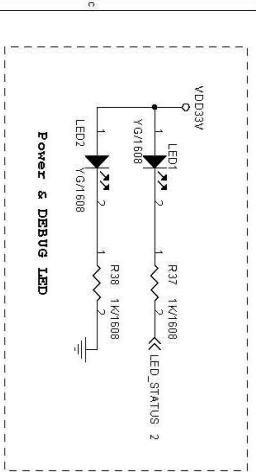 C
VDD33V
1
LED1
YG/1608
2
1
R37
1K/1608
2
LED_STATUS 2
1
LED2
YG/1608
2
1
R38
1K/1608
2
Power & DEBUG LED